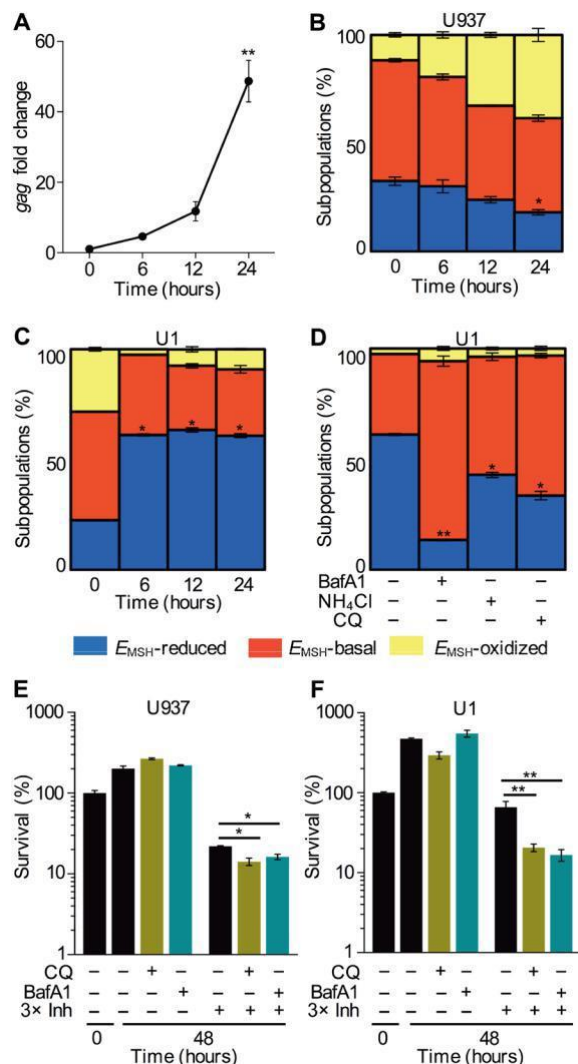 A
60
40
20
0
gag fold change
**
0 6 12 24
Time (hours)
B
U937
100
50
0
Subpopulations (%)
*
0 6 12 24
Time (hours)
C
U1
100
50
0
Subpopulations (%)
* * *
0 6 12 24
Time (hours)
D
U1
100
50
0
Subpopulations (%)
** * *
BafA1 – + – –
NH₄Cl – – + –
CQ – – – +
E_MSH-reduced E_MSH-basal E_MSH-oxidized
E
U937
1000
100
10
1
Survival (%)
*
*
CQ – – + – – + –
BafA1 – – – + – – +
3× Inh – – – – + + +
0 48
Time (hours)
F
U1
1000
100
10
1
Survival (%)
**
**
CQ – – + – – + –
BafA1 – – – + – – +
3× Inh – – – – + + +
0 48
Time (hours)